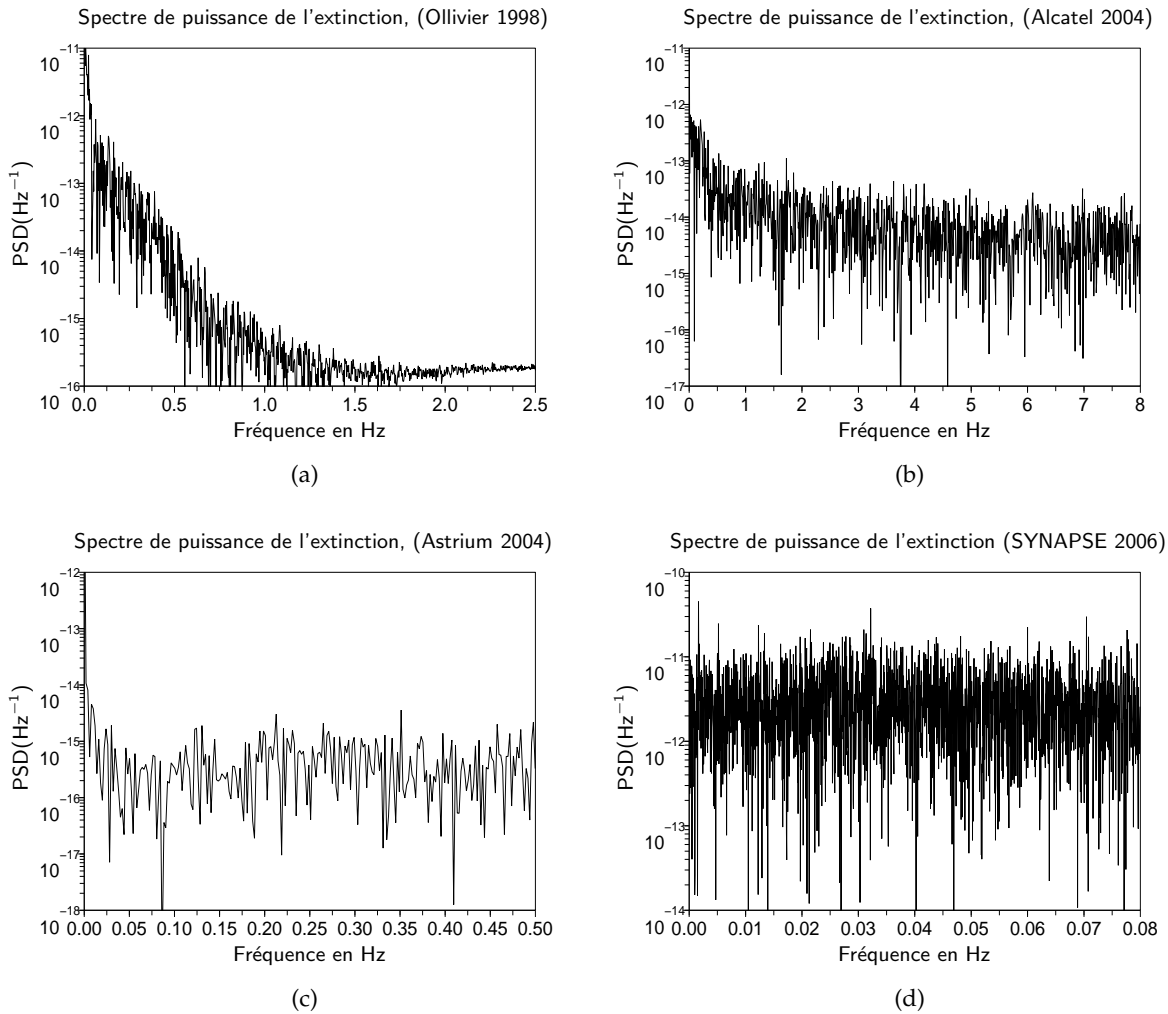 Spectre de puissance de l'extinction, (Ollivier 1998)
10 −11
10 −12
10 −13
10 −14
10 −15
10 −16
PSD(Hz−1)
0.0 0.5 1.0 1.5 2.0 2.5
Fréquence en Hz
(a)
Spectre de puissance de l'extinction, (Alcatel 2004)
10 −11
10 −12
10 −13
10 −14
10 −15
10 −16
10 −17
PSD(Hz−1)
0 1 2 3 4 5 6 7 8
Fréquence en Hz
(b)
Spectre de puissance de l'extinction, (Astrium 2004)
10 −12
10 −13
10 −14
10 −15
10 −16
10 −17
10 −18
PSD(Hz−1)
0.00 0.05 0.10 0.15 0.20 0.25 0.30 0.35 0.40 0.45 0.50
Fréquence en Hz
(c)
Spectre de puissance de l'extinction (SYNAPSE 2006)
10 −10
10 −11
10 −12
10 −13
10 −14
PSD(Hz−1)
0.00 0.01 0.02 0.03 0.04 0.05 0.06 0.07 0.08
Fréquence en Hz
(d)